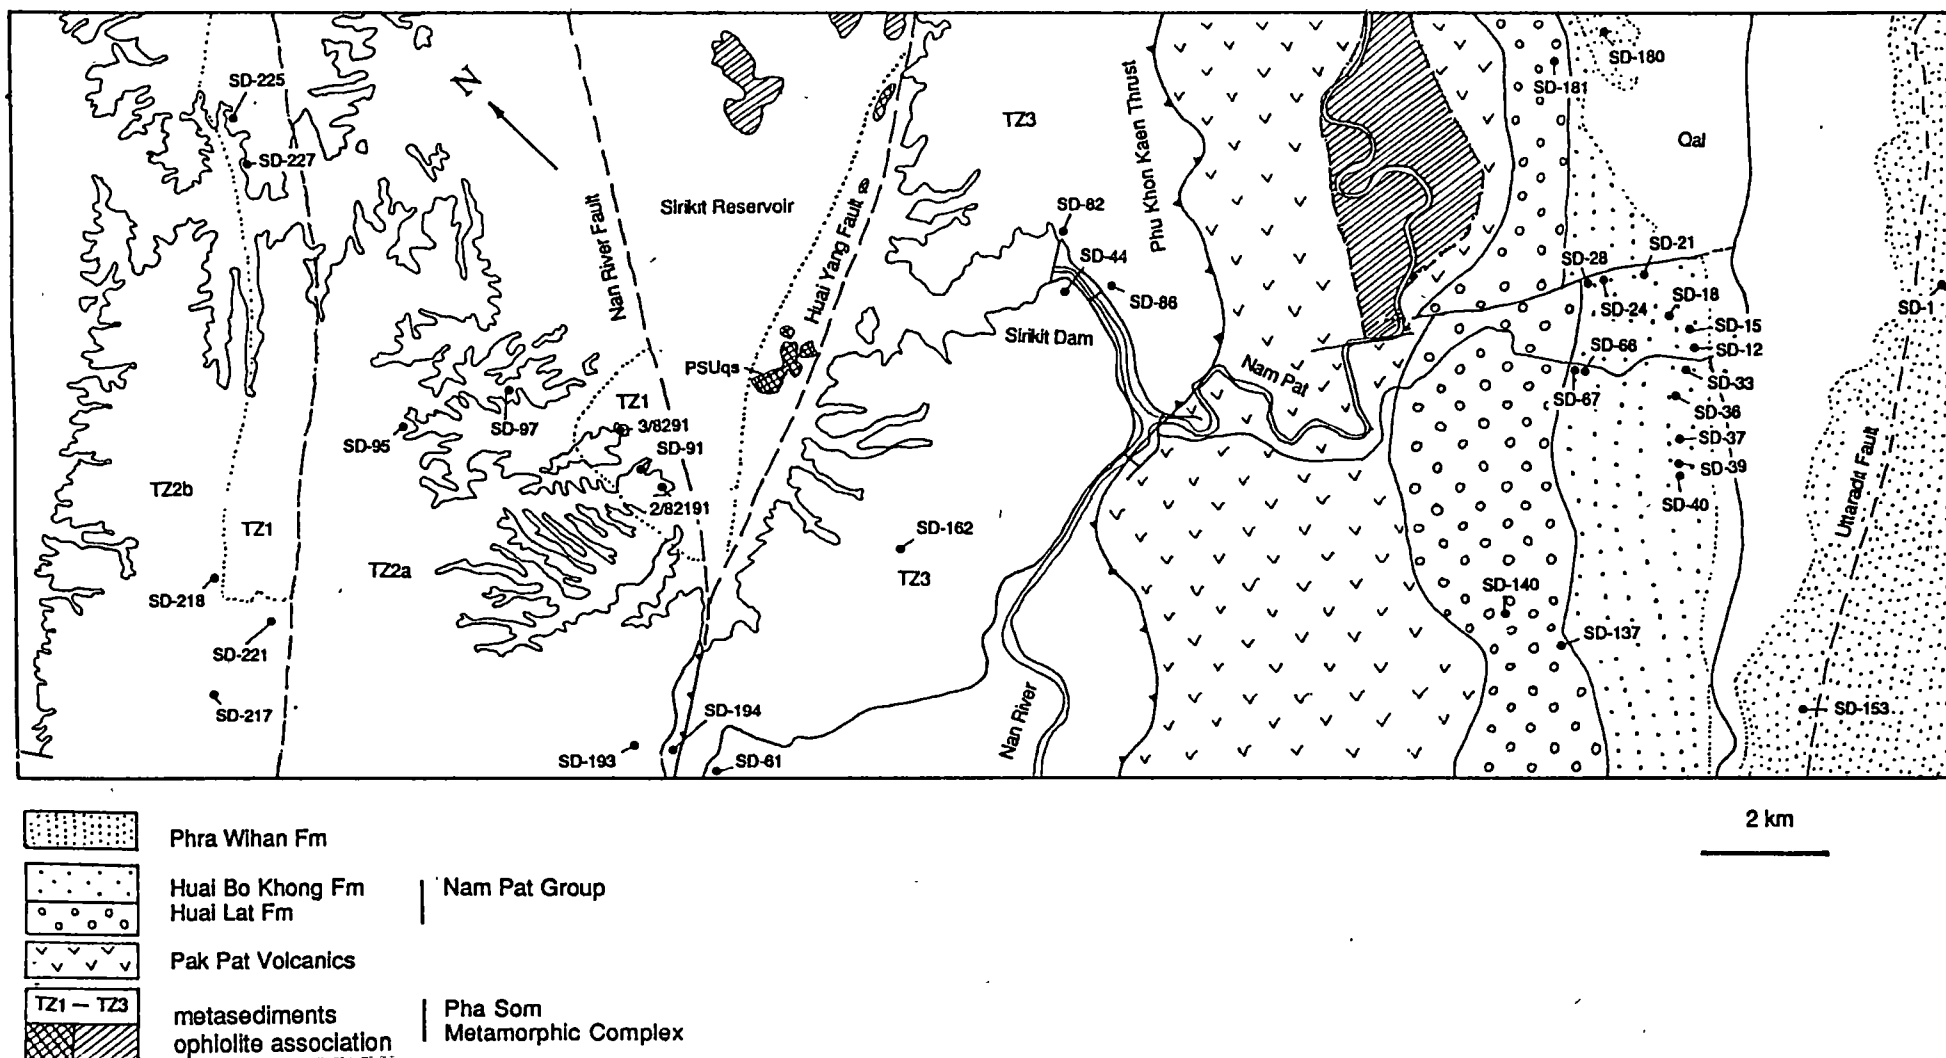 SD-225
SD-227
N
Nan River Fault
Sirikit Reservoir
Huai Yang Fault
TZ3
Phu Khon Kaen Thrust
SD-180
SD-181
Qal
SD-82
SD-44
SD-86
Sirikit Dam
SD-28
SD-21
SD-24
SD-18
SD-15
SD-12
SD-1
SD-66
SD-67
SD-33
SD-36
SD-37
SD-39
SD-40
Nam Pat
PSUqs
TZ1
3/8291
SD-91
2/82191
SD-97
SD-95
TZ2b
TZ1
TZ2a
SD-162
TZ3
SD-140
SD-137
Uttaradit Fault
SD-218
SD-221
SD-217
SD-194
SD-193
SD-61
Nan River
SD-153
2 km
Phra Wihan Fm
Huai Bo Khong Fm
Huai Lat Fm
Nam Pat Group
Pak Pat Volcanics
TZ1 — TZ3
metasediments
ophiolite association
Pha Som
Metamorphic Complex